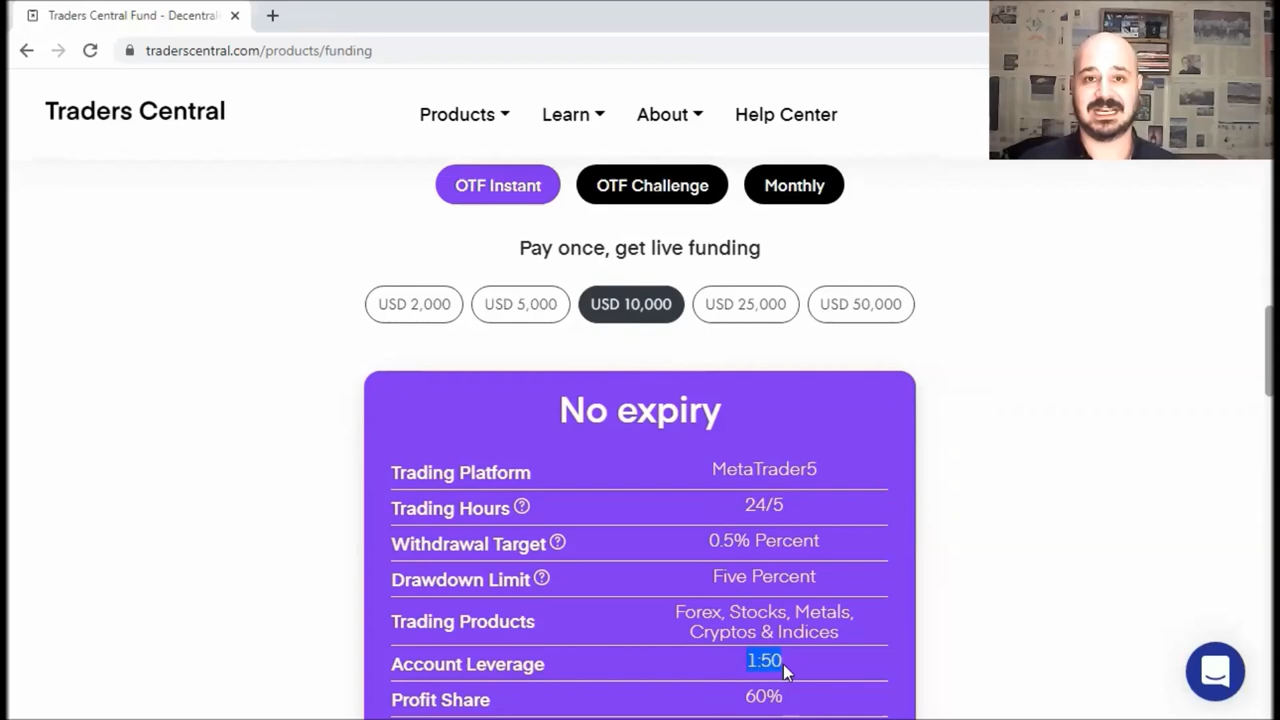 Traders Central Fund - Decentral
traderscentral.com/products/funding
Traders Central
Products
Learn
About
Help Center
OTF Instant
OTF Challenge
Monthly
Pay once, get live funding
USD 2,000
USD 5,000
USD 10,000
USD 25,000
USD 50,000
No expiry
Trading Platform MetaTrader5
Trading Hours ? 24/5
Withdrawal Target ? 0.5% Percent
Drawdown Limit ? Five Percent
Trading Products Forex, Stocks, Metals,
Cryptos & Indices
Account Leverage 1:50
Profit Share 60%